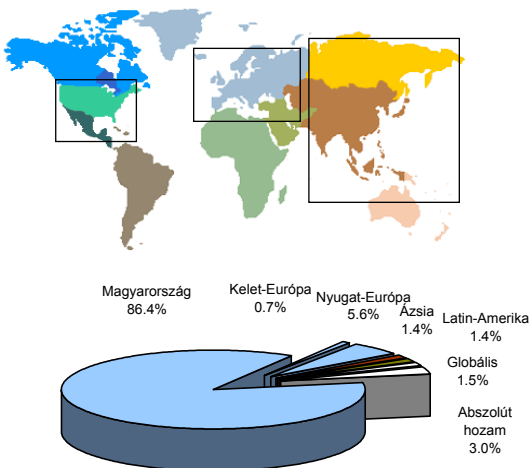 Magyarország
86.4%
Kelet-Európa
0.7%
Nyugat-Európa
5.6%
Ázsia
1.4%
Latin-Amerika
1.4%
Globális
1.5%
Abszolút
hozam
3.0%